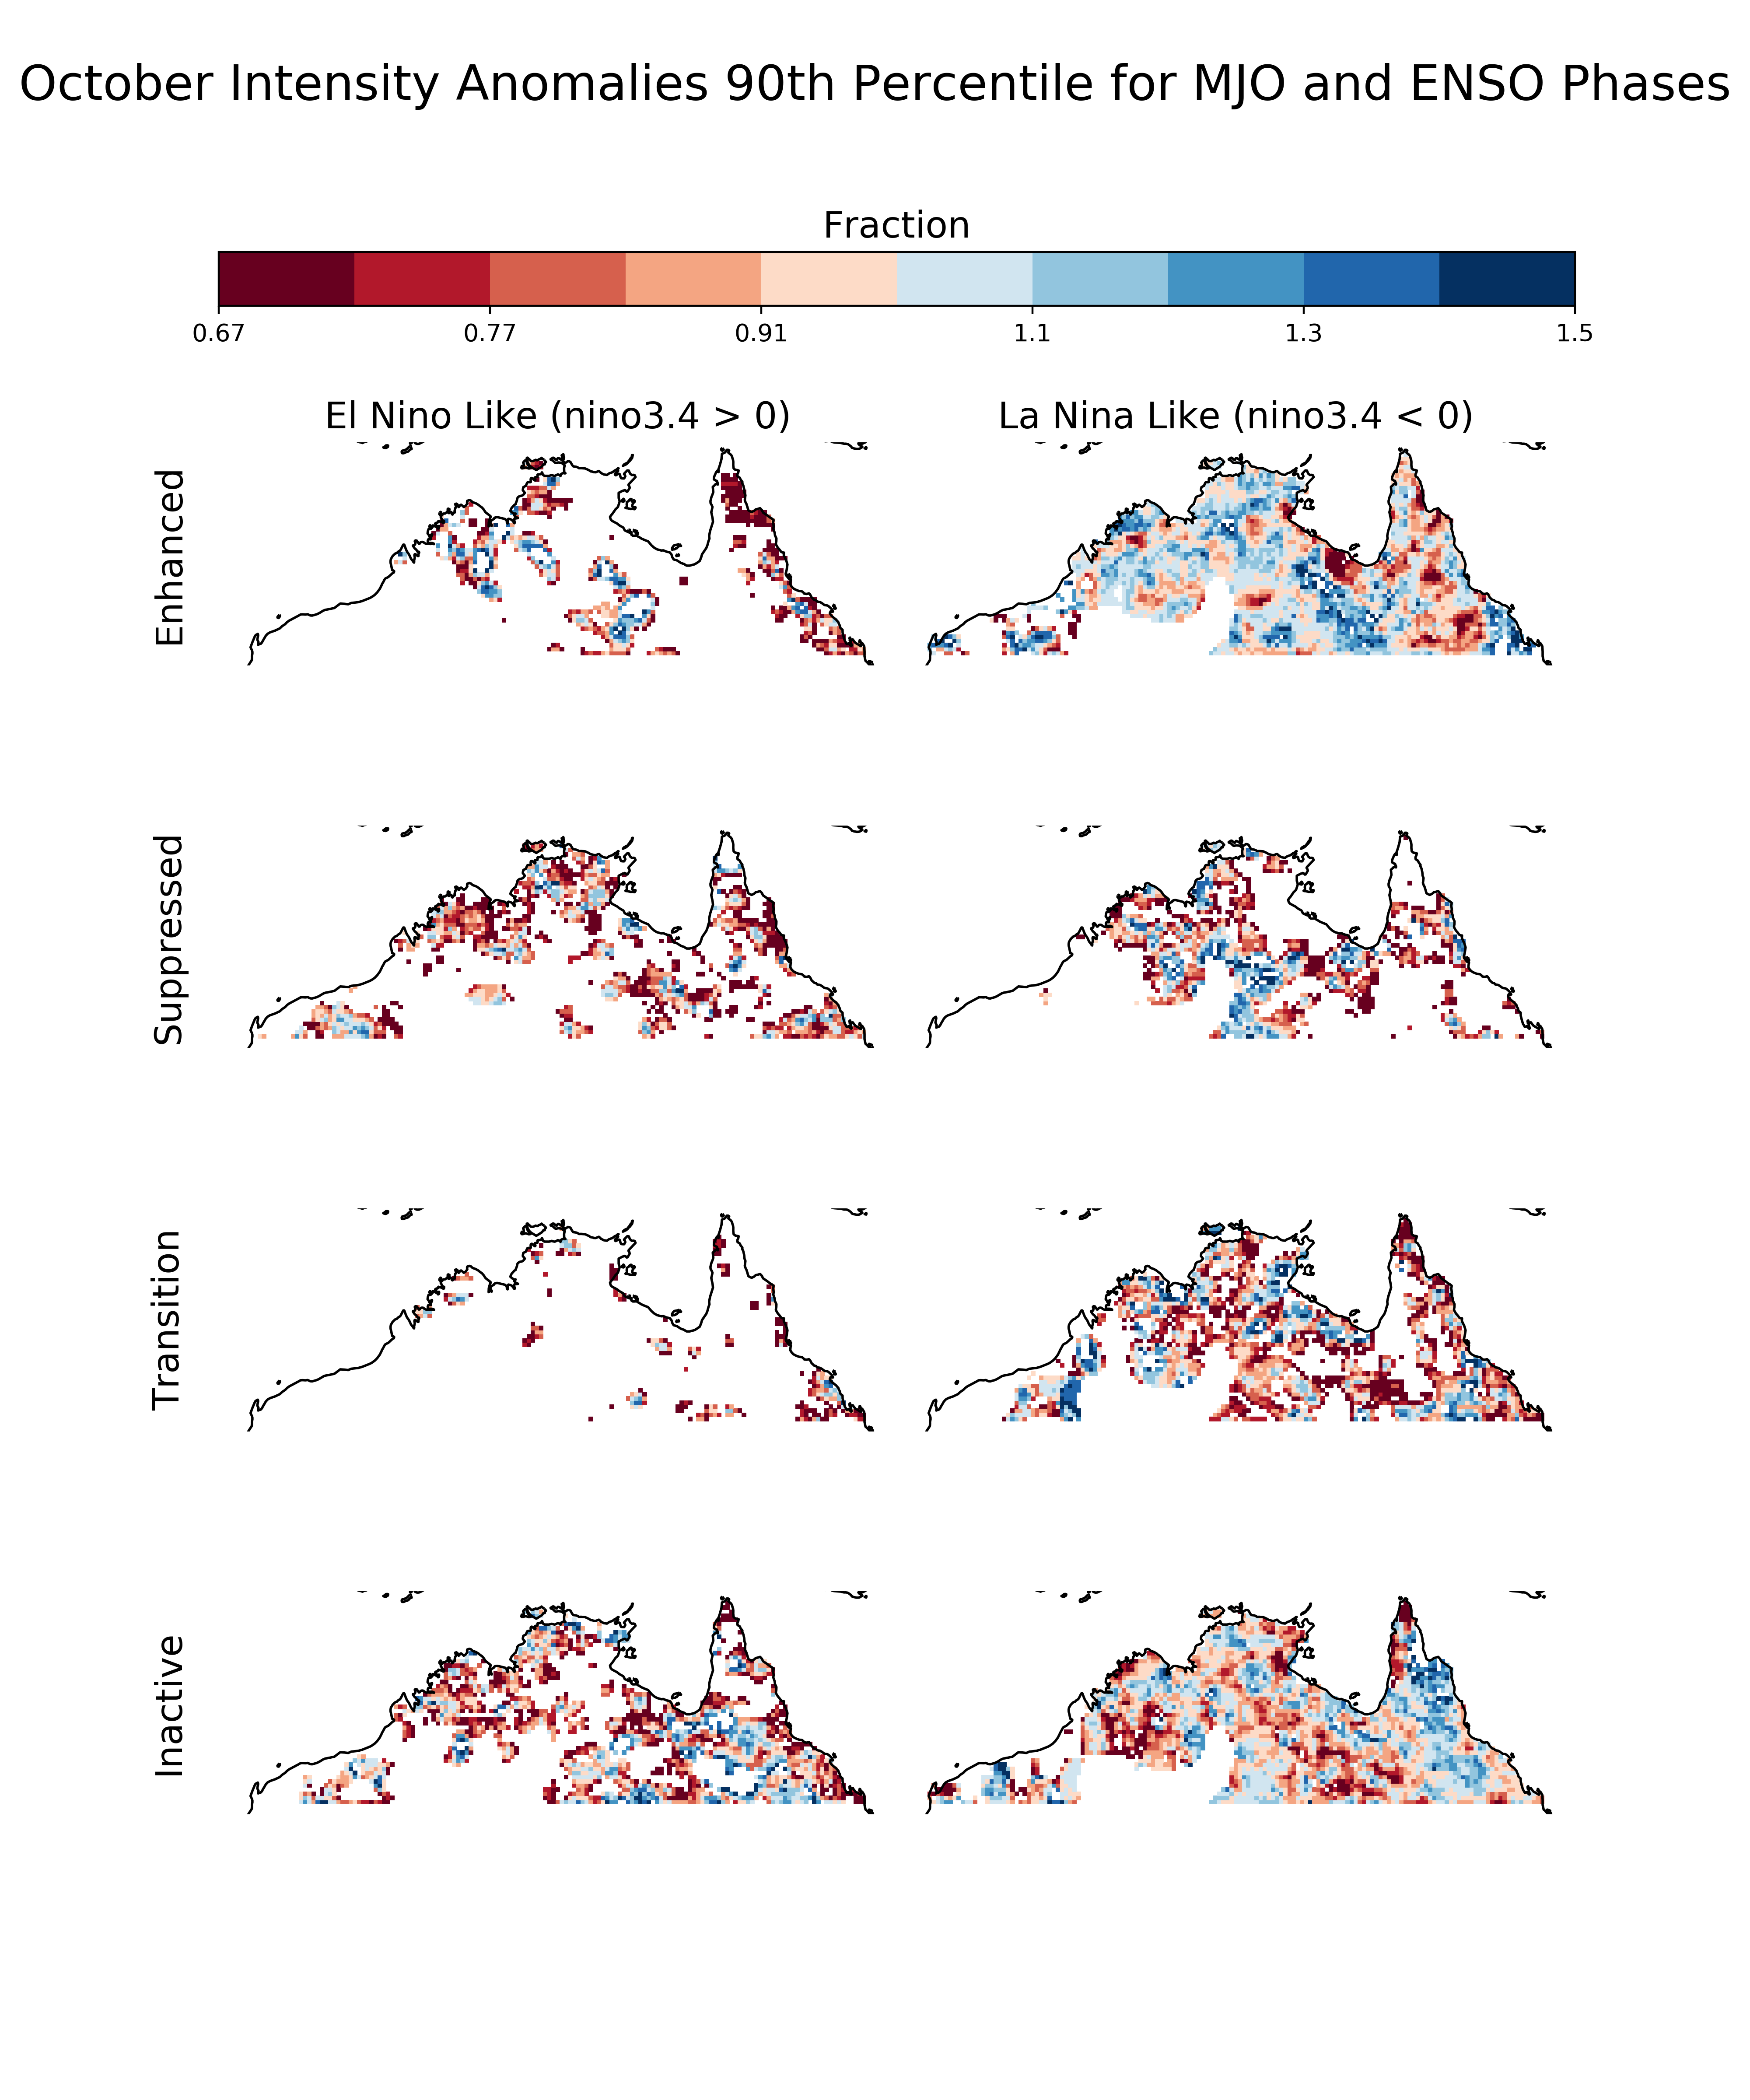 October Intensity Anomalies 90th Percentile for MJO and ENSO Phases
Fraction
0.67 0.77 0.91 1.1 1.3 1.5
El Nino Like (nino3.4 > 0) La Nina Like (nino3.4 < 0)
Enhanced
Suppressed
Transition
Inactive